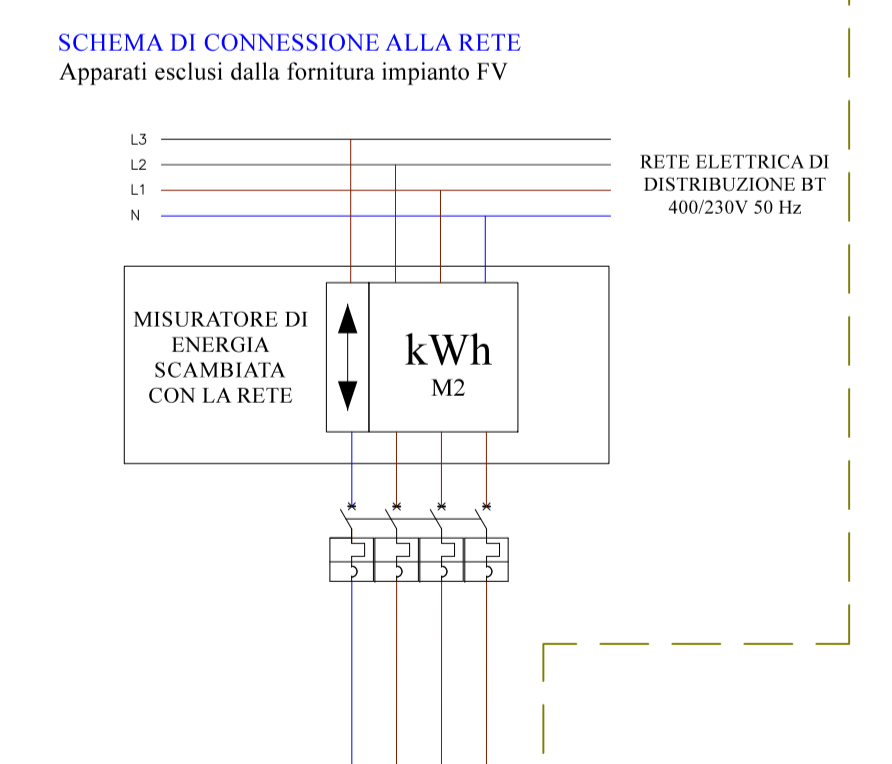 SCHEMA DI CONNESSIONE ALLA RETE
Apparati esclusi dalla fornitura impianto FV
L3
L2
L1
N
RETE ELETTRICA DI
DISTRIBUZIONE BT
400/230V 50 Hz
MISURATORE DI
ENERGIA
SCAMBIATA
CON LA RETE
kWh
M2